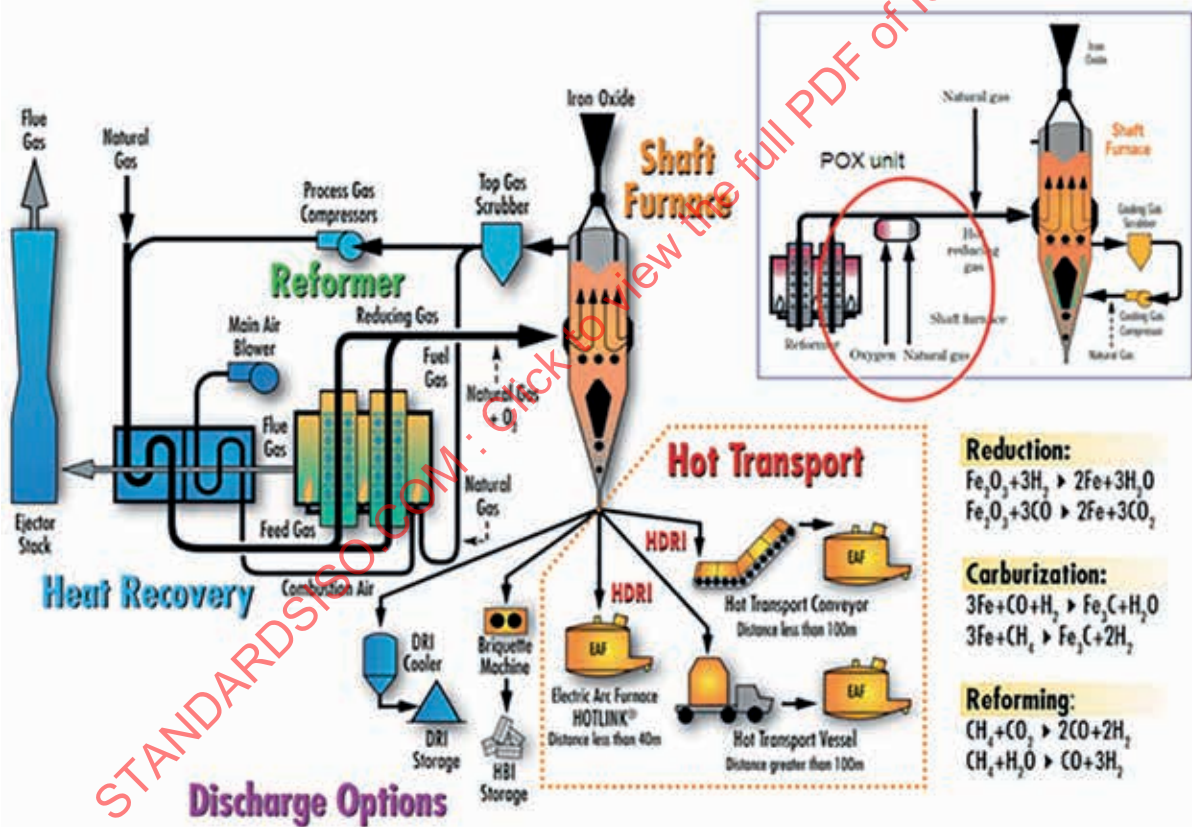 Iron Oxide
Flue
Gas
Natural
Gas
Process Gas
Compressors
Top Gas
Scrubber
Shaft
Furnace
Reformer
Reducing Gas
Main Air
Blower
Fuel
Gas
Natural Gas
+ O2
Flue
Gas
Natural
Gas
Feed Gas
Ejector
Stack
Combustion Air
Heat Recovery
Hot Transport
HDRI
EAF
Hot Transport Conveyor
Distance less than 100m
HDRI
EAF
Electric Arc Furnace
HOTLINK®
Distance less than 40m
EAF
Hot Transport Vessel
Distance greater than 100m
DRI
Cooler
DRI
Storage
Briquette
Machine
HBI
Storage
Discharge Options
Iron
Oxide
Natural gas
POX unit
Shaft
Furnace
Cooling Gas
Scrubber
Hot
reducing
gas
Shaft furnace
Cooling Gas
Compressor
Natural Gas
Reformer
Oxygen Natural gas
Reduction:
Fe2O3+3H2 ▸ 2Fe+3H2O
Fe2O3+3CO ▸ 2Fe+3CO2
Carburization:
3Fe+CO+H2 ▸ Fe3C+H2O
3Fe+CH4 ▸ Fe3C+2H2
Reforming:
CH4+CO2 ▸ 2CO+2H2
CH4+H2O ▸ CO+3H2
STANDARDSISO.COM : Click to view the full PDF of